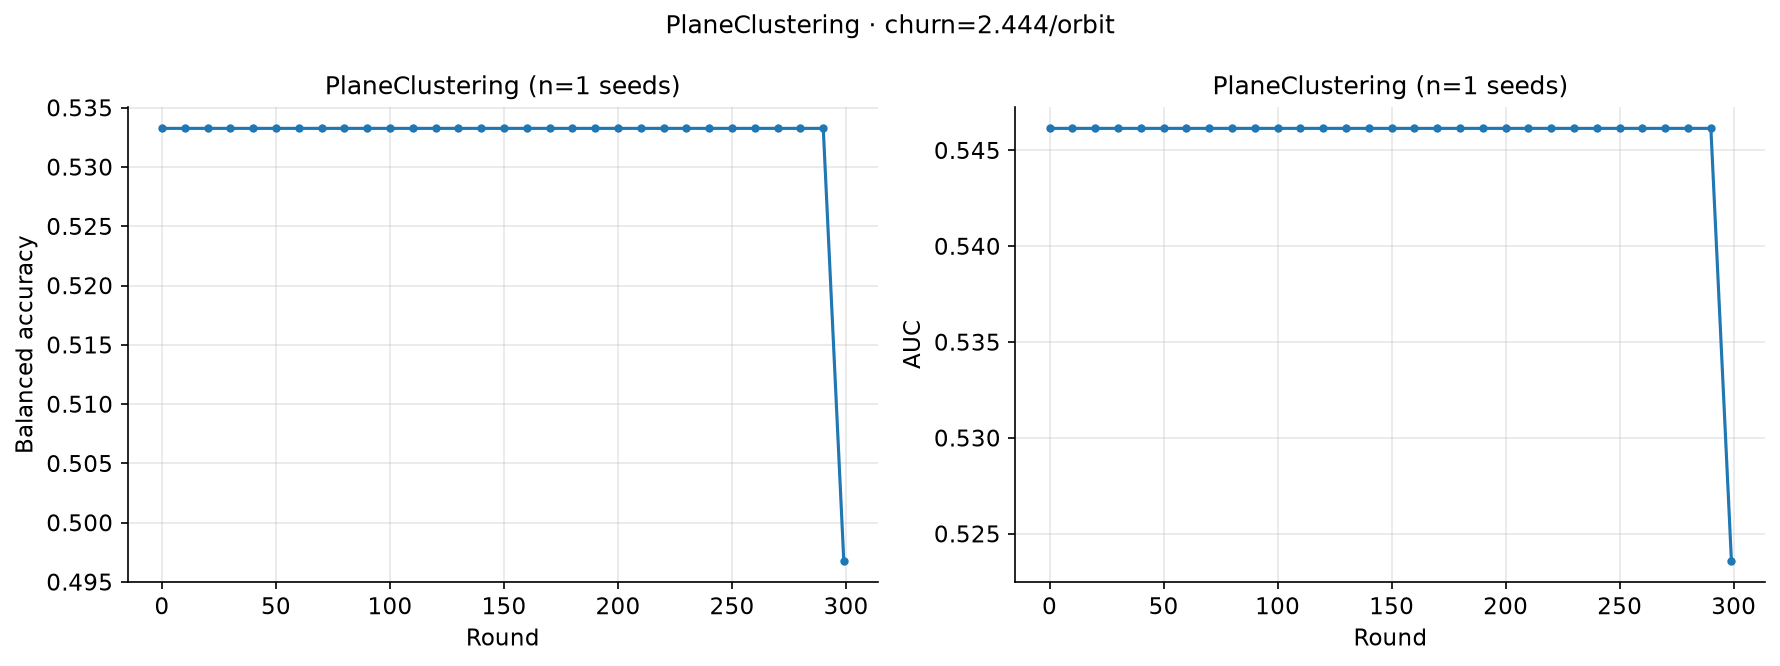 PlaneClustering · churn=2.444/orbit
PlaneClustering (n=1 seeds)
Balanced accuracy
0.535
0.530
0.525
0.520
0.515
0.510
0.505
0.500
0.495
0 50 100 150 200 250 300
Round
PlaneClustering (n=1 seeds)
AUC
0.545
0.540
0.535
0.530
0.525
0 50 100 150 200 250 300
Round